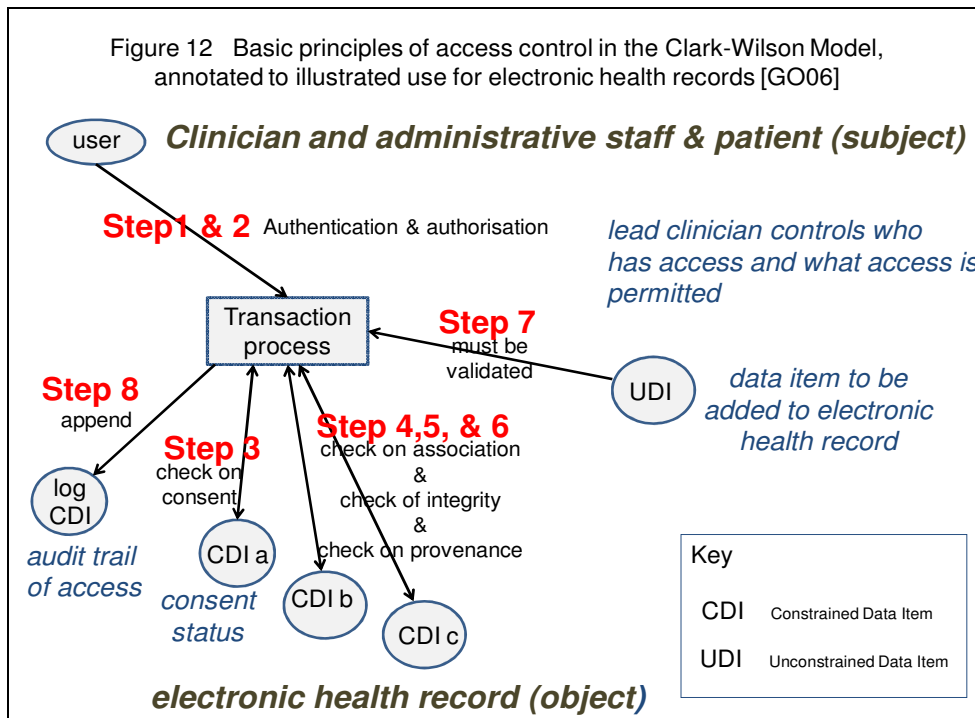 Figure 12 Basic principles of access control in the Clark-Wilson Model,
annotated to illustrated use for electronic health records [GO06]
user
Clinician and administrative staff & patient (subject)
Step1 & 2
Authentication & authorisation
lead clinician controls who
has access and what access is
permitted
Transaction
process
Step 7
must be
validated
UDI
data item to be
added to electronic
health record
Step 8
append
Step 3
check on
consent
Step 4,5, & 6
check on association
&
check of integrity
&
check on provenance
log
CDI
audit trail
of access
CDI a
consent
status
CDI b
CDI c
electronic health record (object)
Key
CDI Constrained Data Item
UDI Unconstrained Data Item